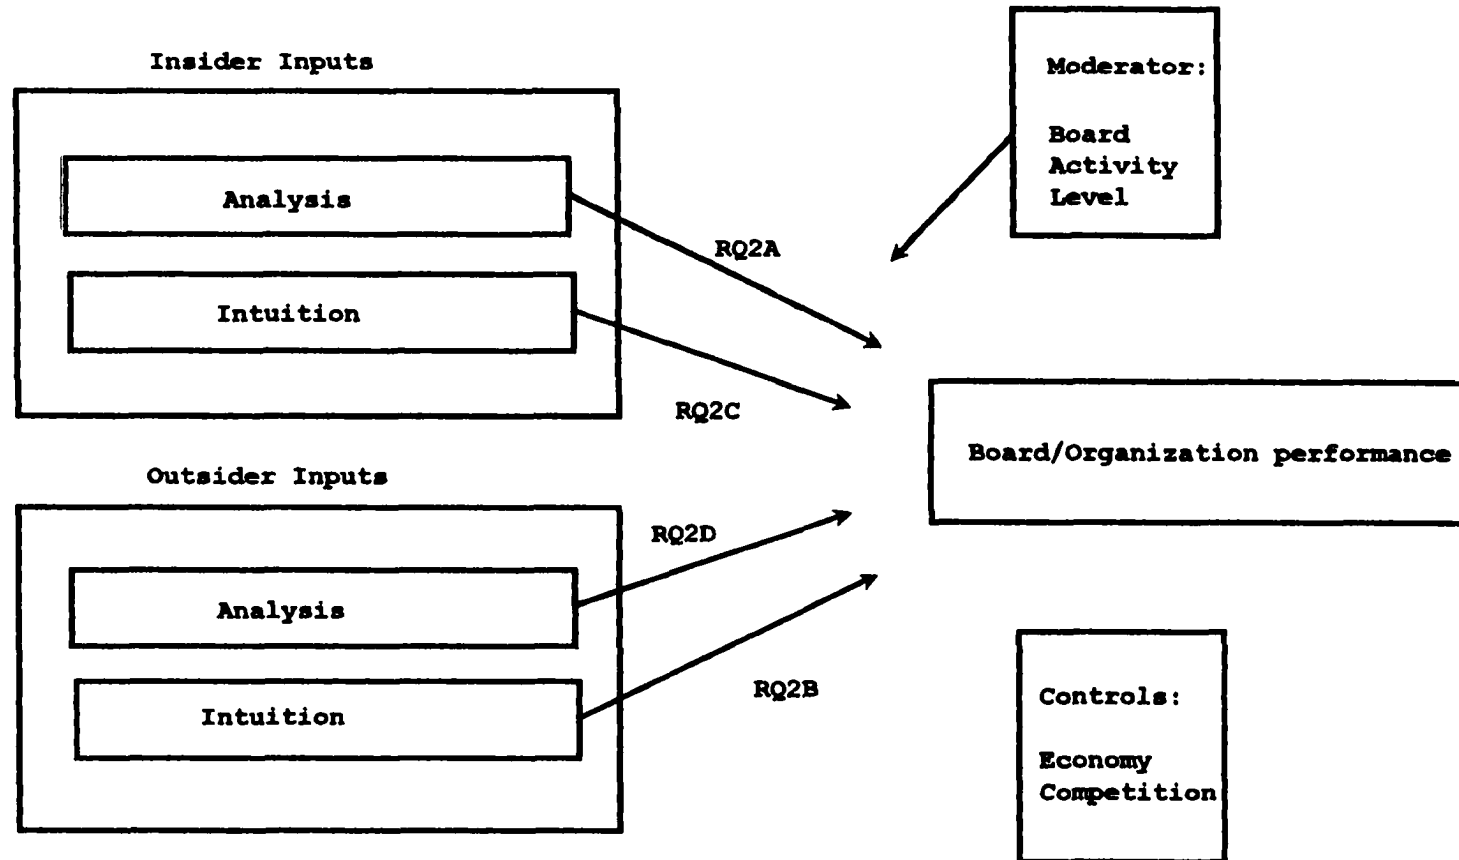 Insider Inputs
Analysis
Intuition
RQ2A
RQ2C
Moderator:
Board
Activity
Level
Board/Organization performance
Outsider Inputs
Analysis
Intuition
RQ2D
RQ2B
Controls:
Economy
Competition